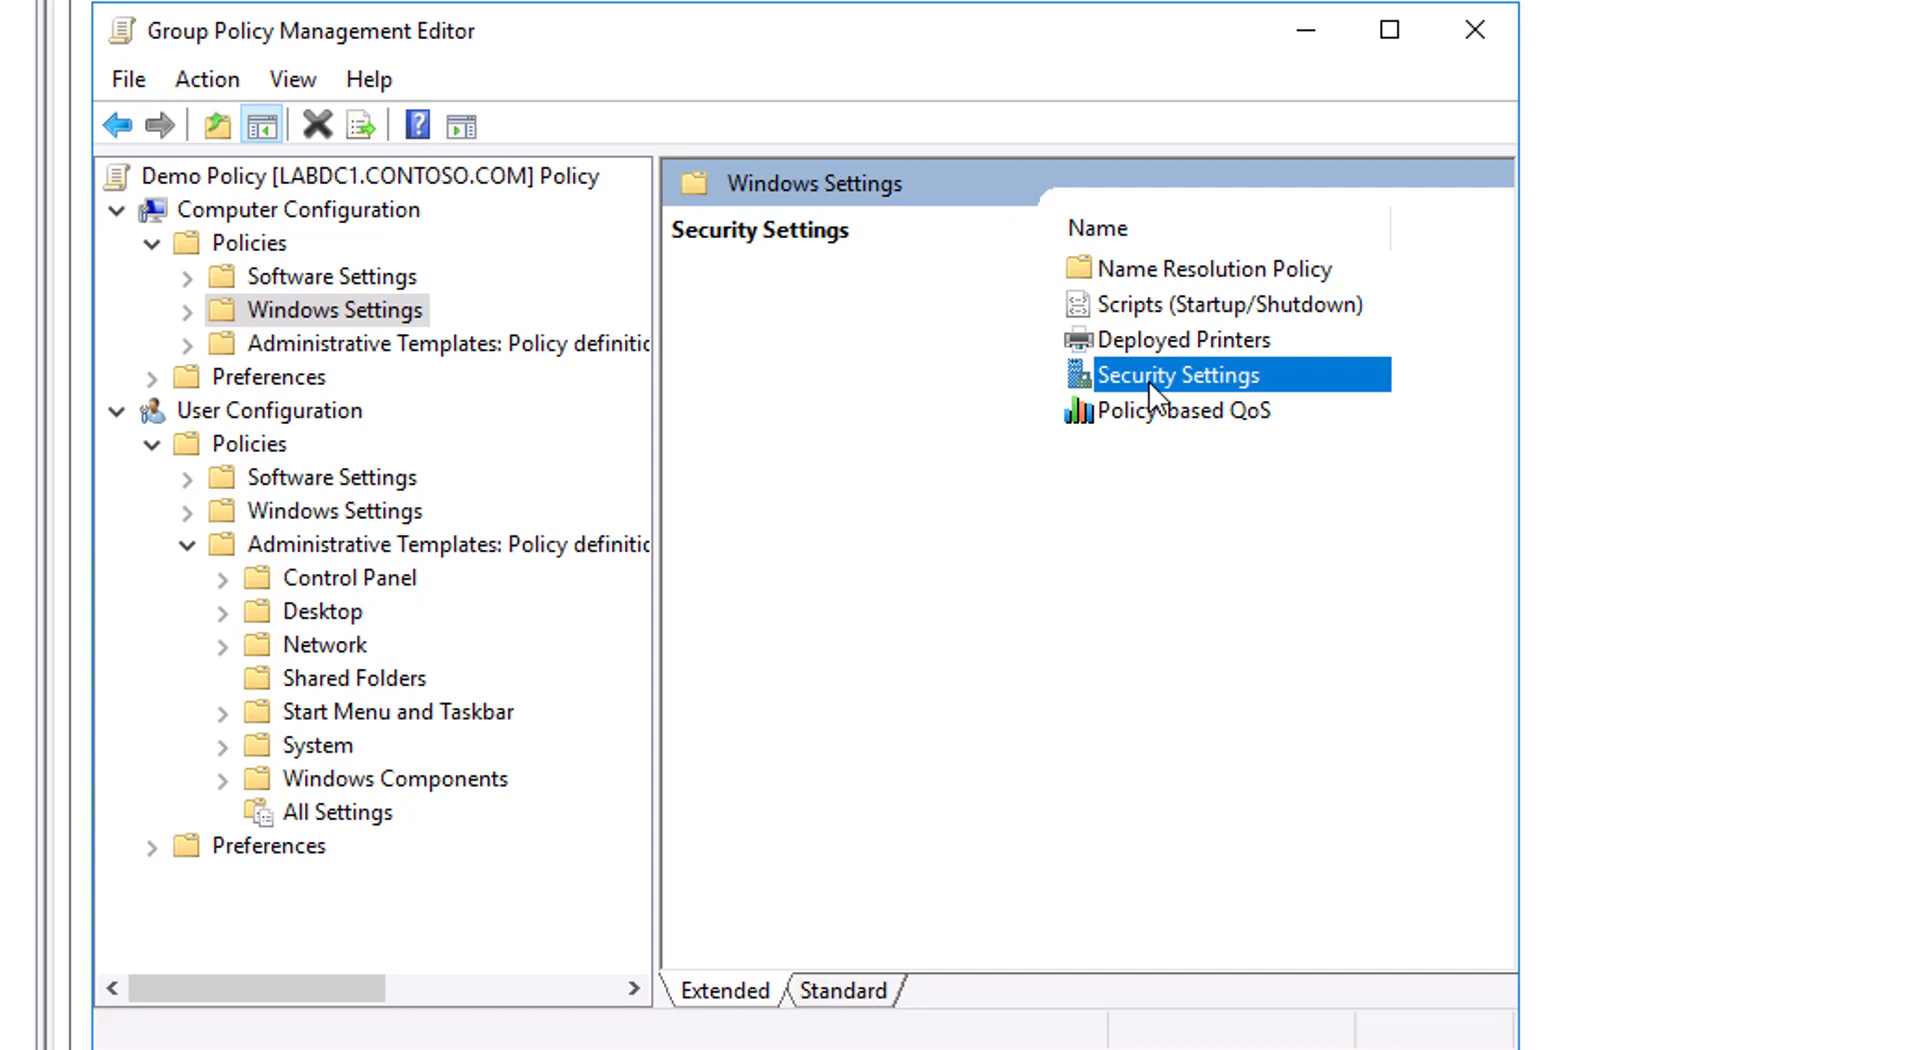 Group Policy Management Editor
File Action View Help
Demo Policy [LABDC1.CONTOSO.COM] Policy
Computer Configuration
Policies
Software Settings
Windows Settings
Administrative Templates: Policy definitic
Preferences
User Configuration
Policies
Software Settings
Windows Settings
Administrative Templates: Policy definitic
Control Panel
Desktop
Network
Shared Folders
Start Menu and Taskbar
System
Windows Components
All Settings
Preferences
Windows Settings
Security Settings
Name
Name Resolution Policy
Scripts (Startup/Shutdown)
Deployed Printers
Security Settings
Policy-based QoS
Extended Standard